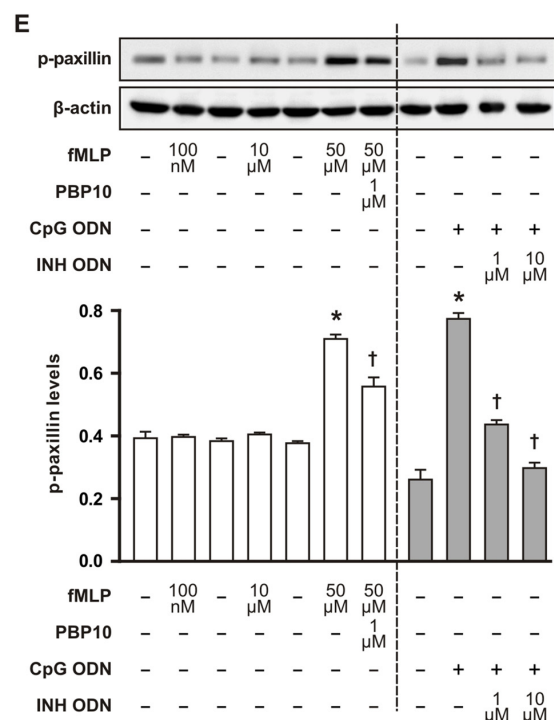 E
p-paxillin
β-actin
fMLP – 100 nM – 10 µM – 50 µM 50 µM – – – –
PBP10 – – – – – – 1 µM – – – –
CpG ODN – – – – – – – – + + +
INH ODN – – – – – – – – – 1 µM 10 µM
p-paxillin levels
0.8
0.6
0.4
0.2
0.0
* † * † †
fMLP – 100 nM – 10 µM – 50 µM 50 µM – – – –
PBP10 – – – – – – 1 µM – – – –
CpG ODN – – – – – – – – + + +
INH ODN – – – – – – – – – 1 µM 10 µM